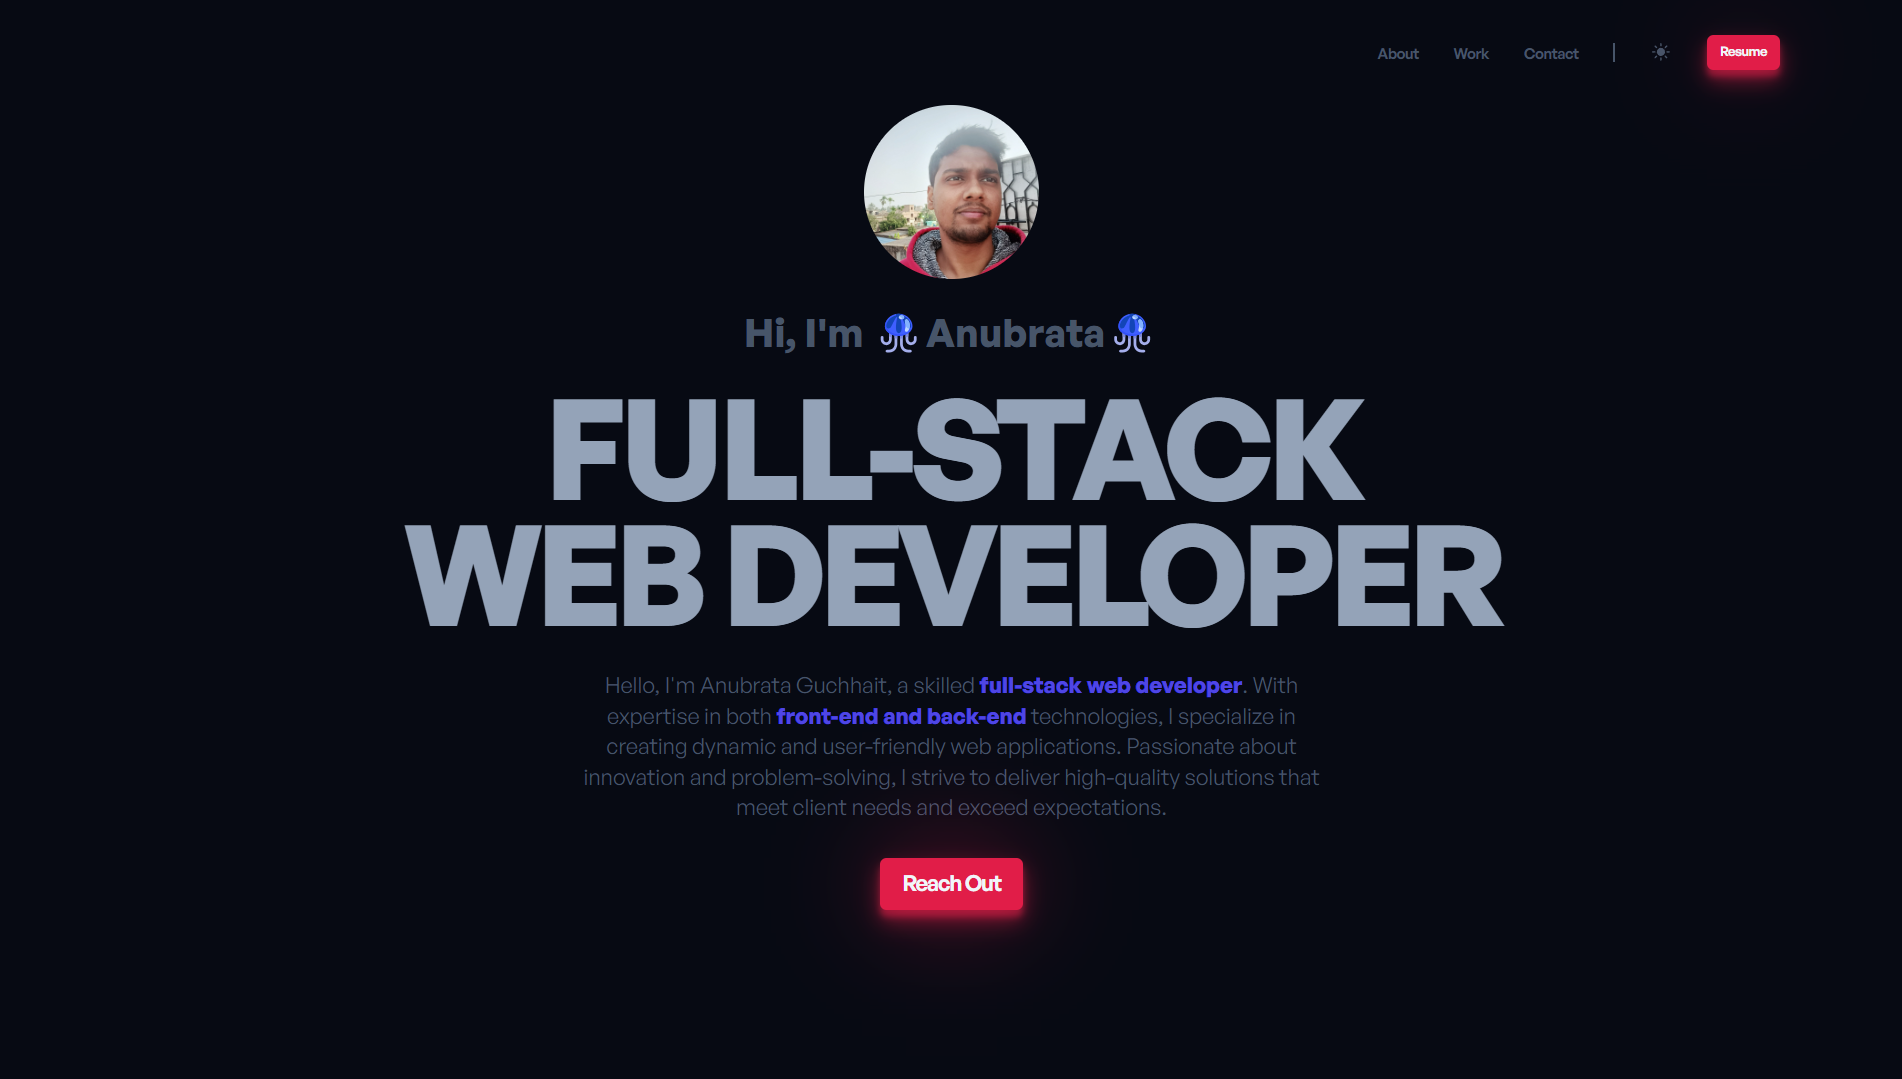 About Work Contact Resume
Hi, I'm Anubrata
FULL-STACK
WEB DEVELOPER
Hello, I'm Anubrata Guchhait, a skilled full-stack web developer. With
expertise in both front-end and back-end technologies, I specialize in
creating dynamic and user-friendly web applications. Passionate about
innovation and problem-solving, I strive to deliver high-quality solutions that
meet client needs and exceed expectations.
Reach Out